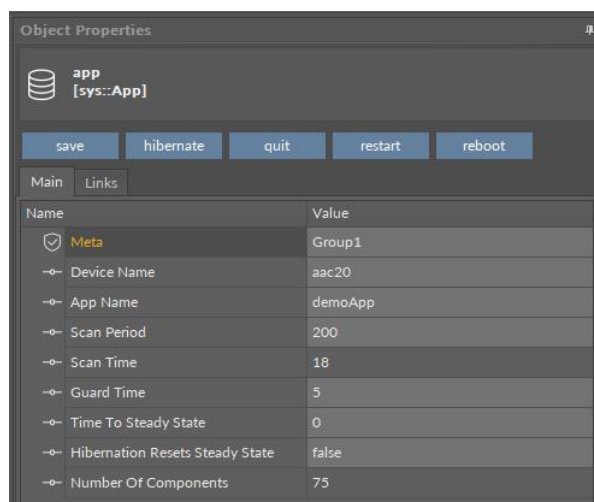 Object Properties
app
[sys::App]
save hibernate quit restart reboot
Main Links
Name Value
Meta Group1
Device Name aac20
App Name demoApp
Scan Period 200
Scan Time 18
Guard Time 5
Time To Steady State 0
Hibernation Resets Steady State false
Number Of Components 75